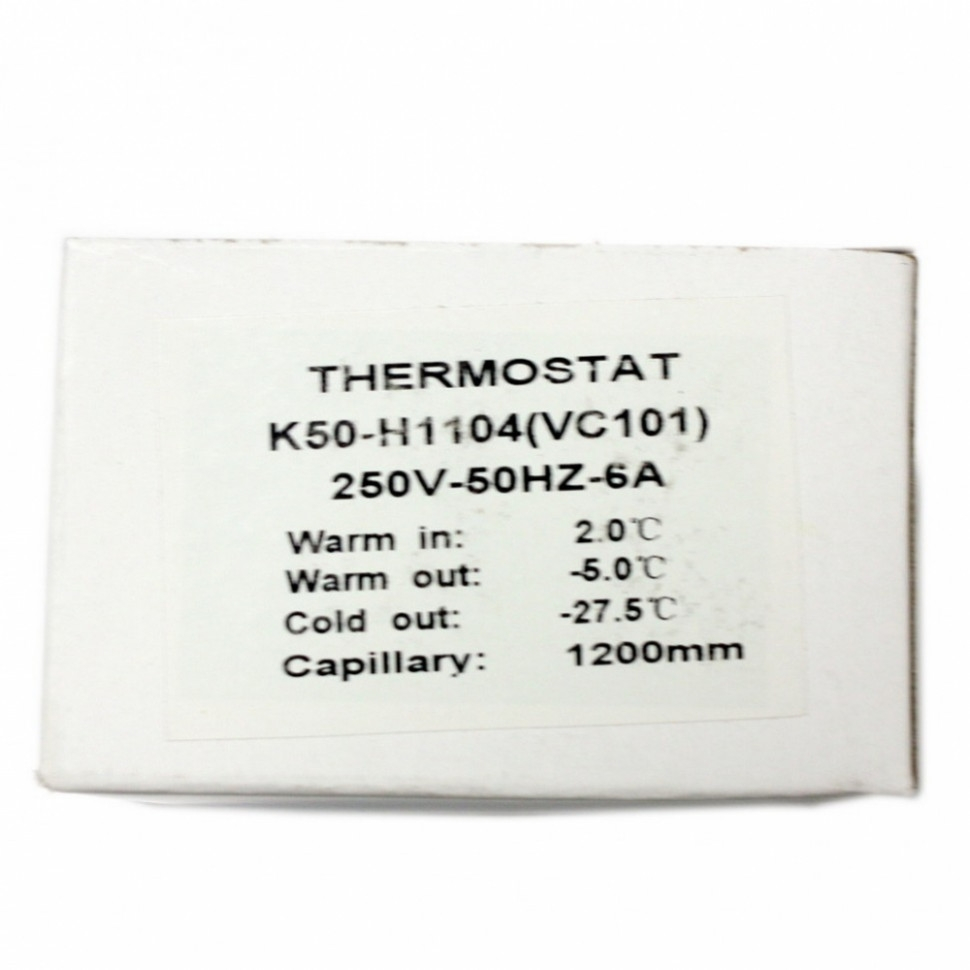 THERMOSTAT
K50-H1104(VC101)
250V-50HZ-6A
Warm in: 2.0℃
Warm out: -5.0℃
Cold out: -27.5℃
Capillary: 1200mm